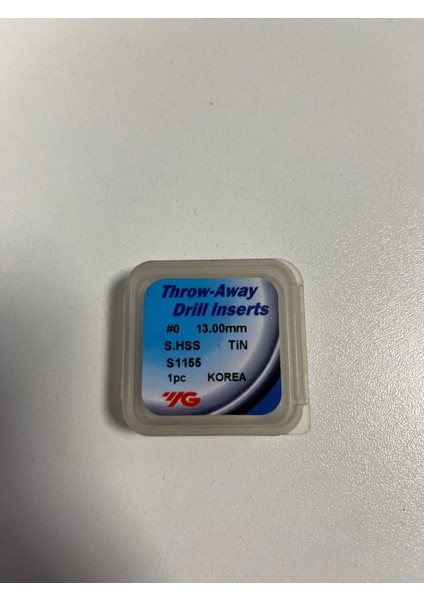 Throw-Away
Drill Inserts
#0 13.00mm
S.HSS TiN
S1155
1pc KOREA
YG